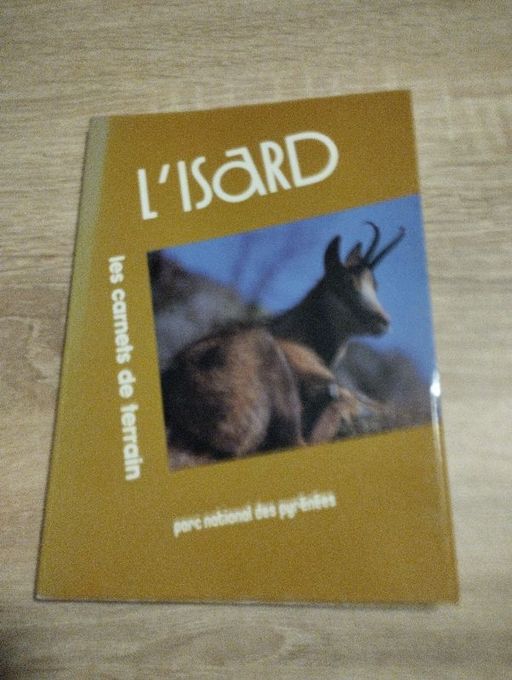 L'ISARD
les carnets de terrain
parc national des pyrénées